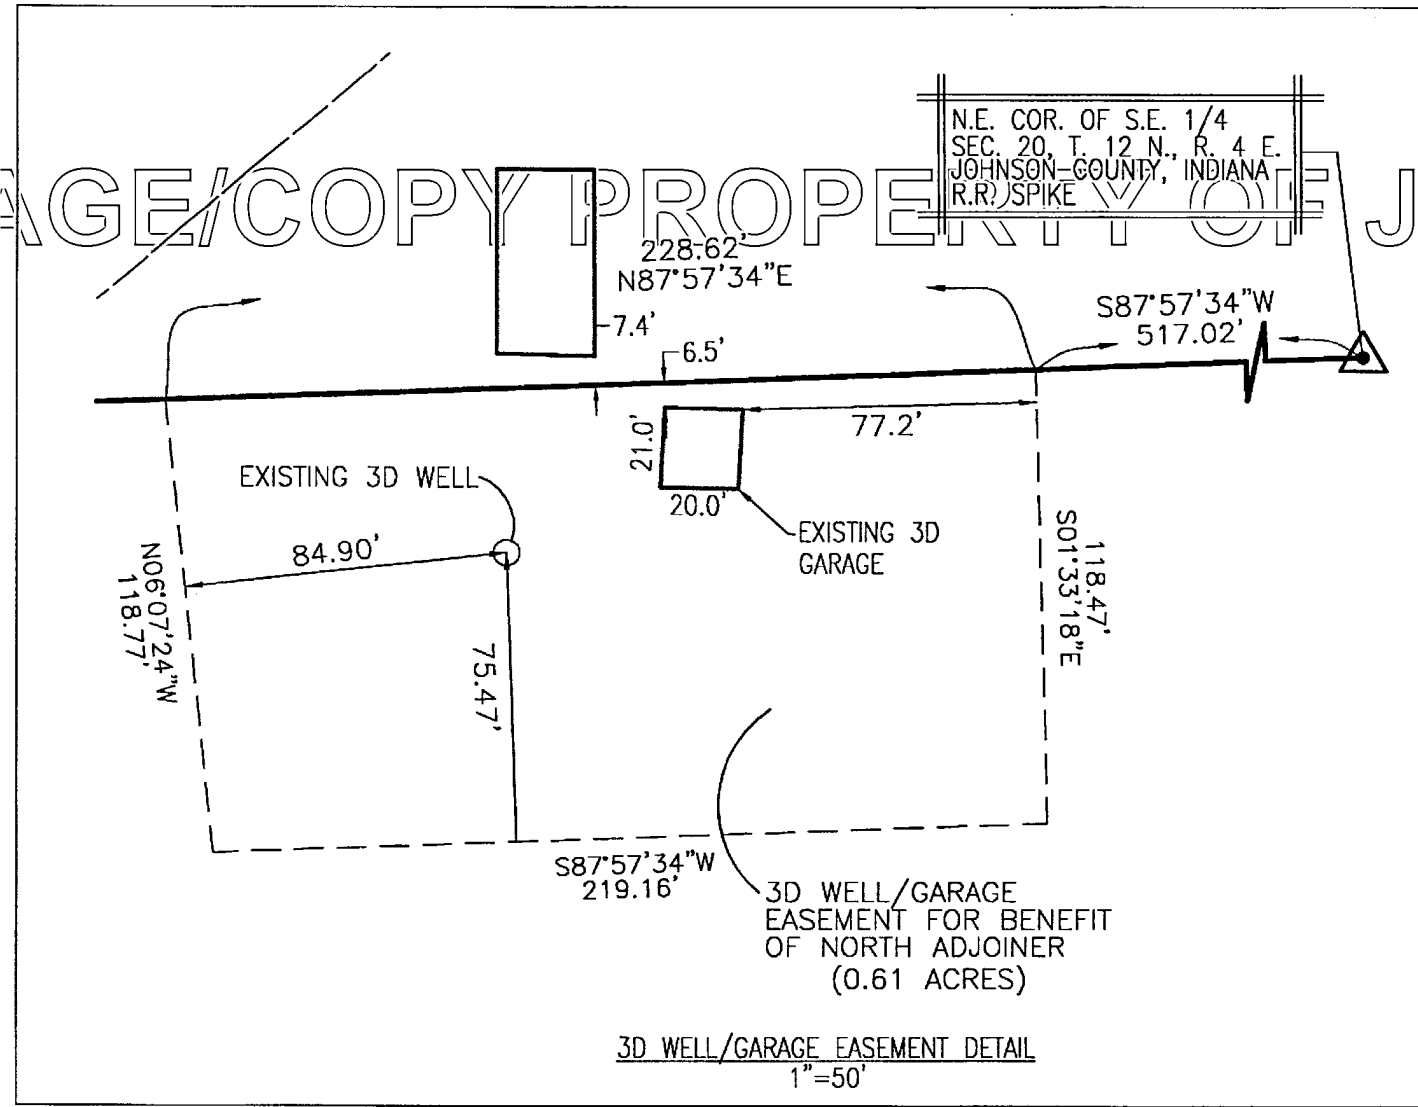 N.E. COR. OF S.E. 1/4
SEC. 20, T. 12 N., R. 4 E.
JOHNSON COUNTY, INDIANA
R.R. SPIKE
AGE/COPY PROPERTY OF J
228.62'
N87°57'34"E
S87°57'34"W
517.02'
7.4'
6.5'
77.2'
21.0'
20.0'
EXISTING 3D WELL
EXISTING 3D
GARAGE
84.90'
N06°07'24"W
118.77'
75.47'
118.47'
S01°33'18"E
S87°57'34"W
219.16'
3D WELL/GARAGE
EASEMENT FOR BENEFIT
OF NORTH ADJOINER
(0.61 ACRES)
3D WELL/GARAGE EASEMENT DETAIL
1"=50'